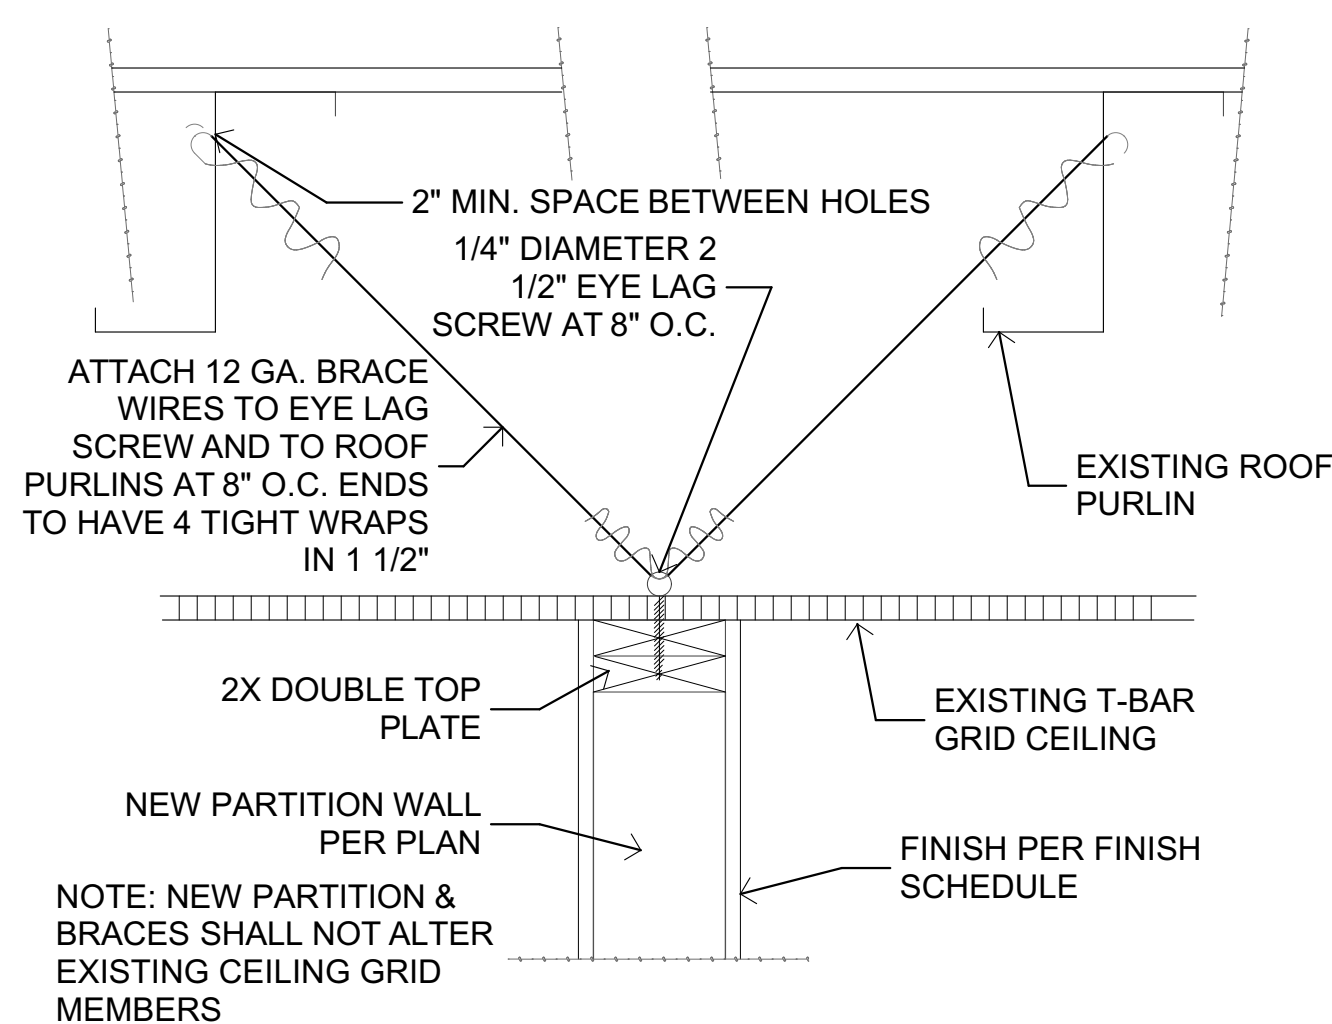 2" MIN. SPACE BETWEEN HOLES
1/4" DIAMETER 2
1/2" EYE LAG
SCREW AT 8" O.C.
ATTACH 12 GA. BRACE
WIRES TO EYE LAG
SCREW AND TO ROOF
PURLINS AT 8" O.C. ENDS
TO HAVE 4 TIGHT WRAPS
IN 1 1/2"
EXISTING ROOF
PURLIN
2X DOUBLE TOP
PLATE
EXISTING T-BAR
GRID CEILING
NEW PARTITION WALL
PER PLAN
FINISH PER FINISH
SCHEDULE
NOTE: NEW PARTITION &
BRACES SHALL NOT ALTER
EXISTING CEILING GRID
MEMBERS